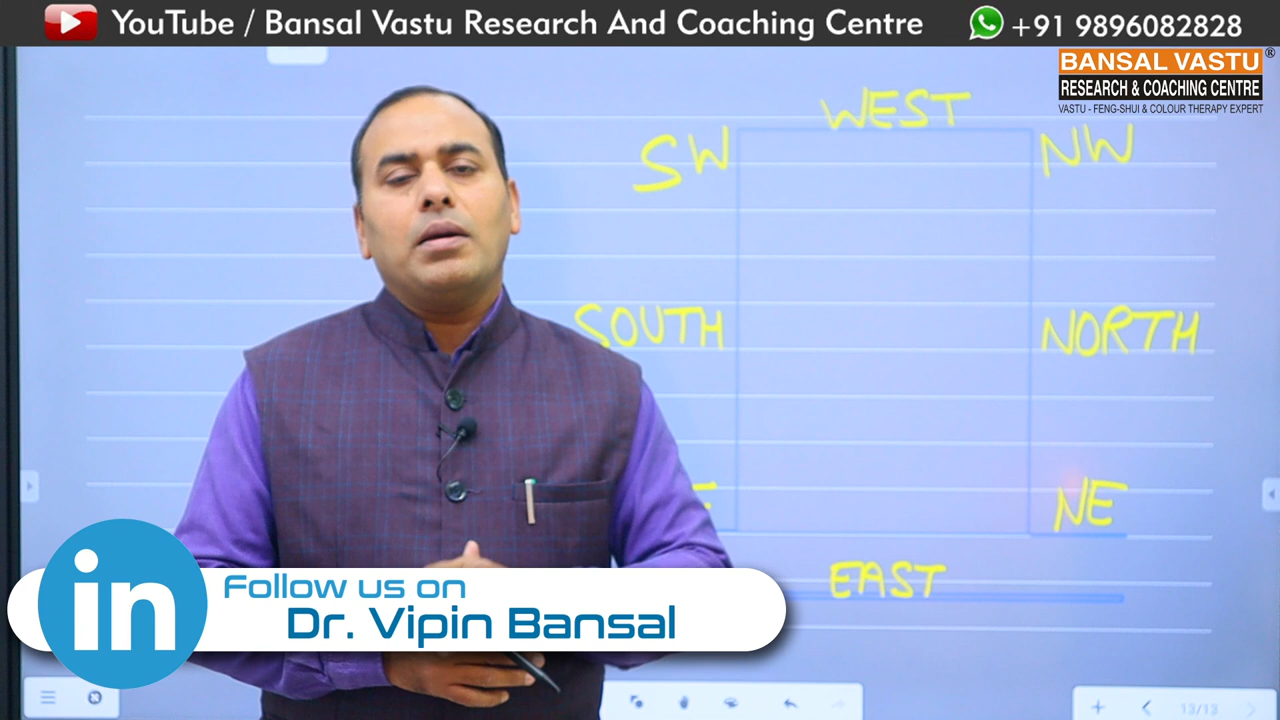 YouTube / Bansal Vastu Research And Coaching Centre
+91 9896082828
BANSAL VASTU®
RESEARCH & COACHING CENTRE
VASTU - FENG-SHUI & COLOUR THERAPY EXPERT
WEST
SW
NW
SOUTH
NORTH
NE
EAST
in
Follow us on
Dr. Vipin Bansal
13/13